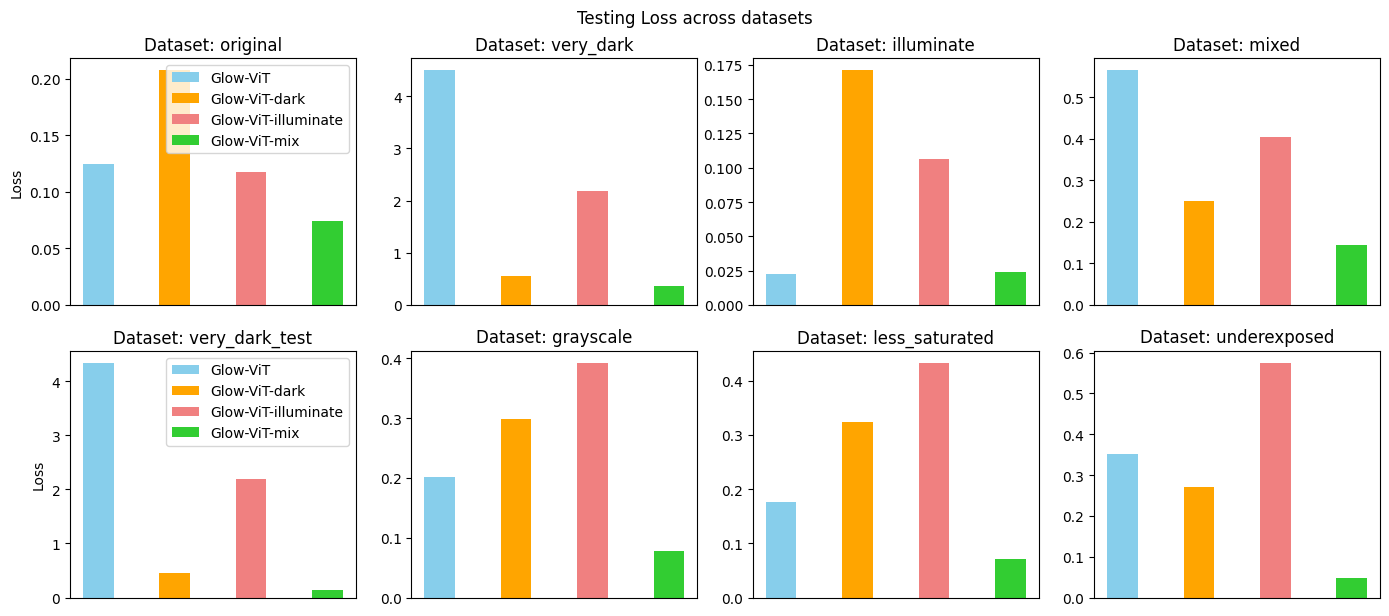 Testing Loss across datasets
Dataset: original
Dataset: very_dark
Dataset: illuminate
Dataset: mixed
Loss
0.20
0.15
0.10
0.05
0.00
Glow-ViT
Glow-ViT-dark
Glow-ViT-illuminate
Glow-ViT-mix
4
3
2
1
0
0.175
0.150
0.125
0.100
0.075
0.050
0.025
0.000
0.5
0.4
0.3
0.2
0.1
0.0
Dataset: very_dark_test
Dataset: grayscale
Dataset: less_saturated
Dataset: underexposed
Loss
4
3
2
1
0
Glow-ViT
Glow-ViT-dark
Glow-ViT-illuminate
Glow-ViT-mix
0.4
0.3
0.2
0.1
0.0
0.4
0.3
0.2
0.1
0.0
0.6
0.5
0.4
0.3
0.2
0.1
0.0